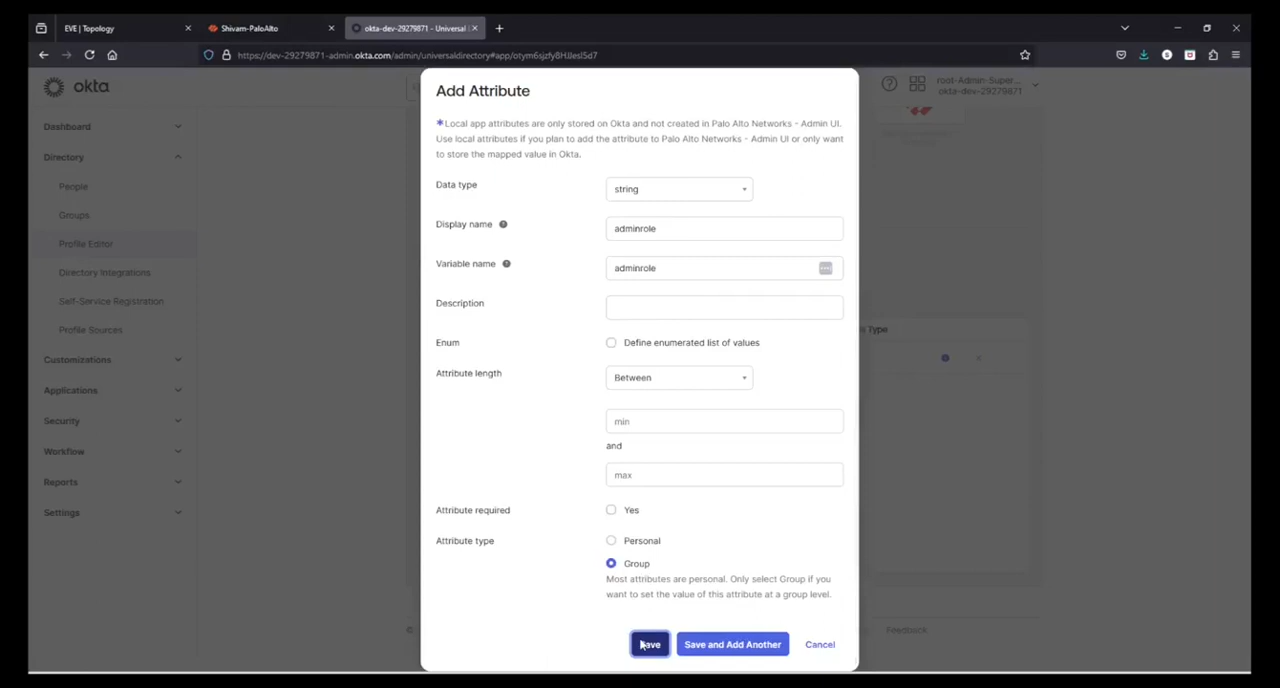 EVE | Topology
Shivam-PaloAlto
okta-dev-29279871 - Universal
https://dev-29279871-admin.okta.com/admin/universaldirectory#app/otym6sjzfy8HJJesI5d7
okta
root-Admin-Super...
okta-dev-29279871
Dashboard
Directory
People
Groups
Profile Editor
Directory Integrations
Self-Service Registration
Profile Sources
Customizations
Applications
Security
Workflow
Reports
Settings
Add Attribute
*Local app attributes are only stored on Okta and not created in Palo Alto Networks - Admin UI.
Use local attributes if you plan to add the attribute to Palo Alto Networks - Admin UI or only want
to store the mapped value in Okta.
Data type
string
Display name
adminrole
Variable name
adminrole
Description
Enum
Define enumerated list of values
Attribute length
Between
min
and
max
Attribute required
Yes
Attribute type
Personal
Group
Most attributes are personal. Only select Group if you
want to set the value of this attribute at a group level.
Save
Save and Add Another
Cancel
Type
Feedback